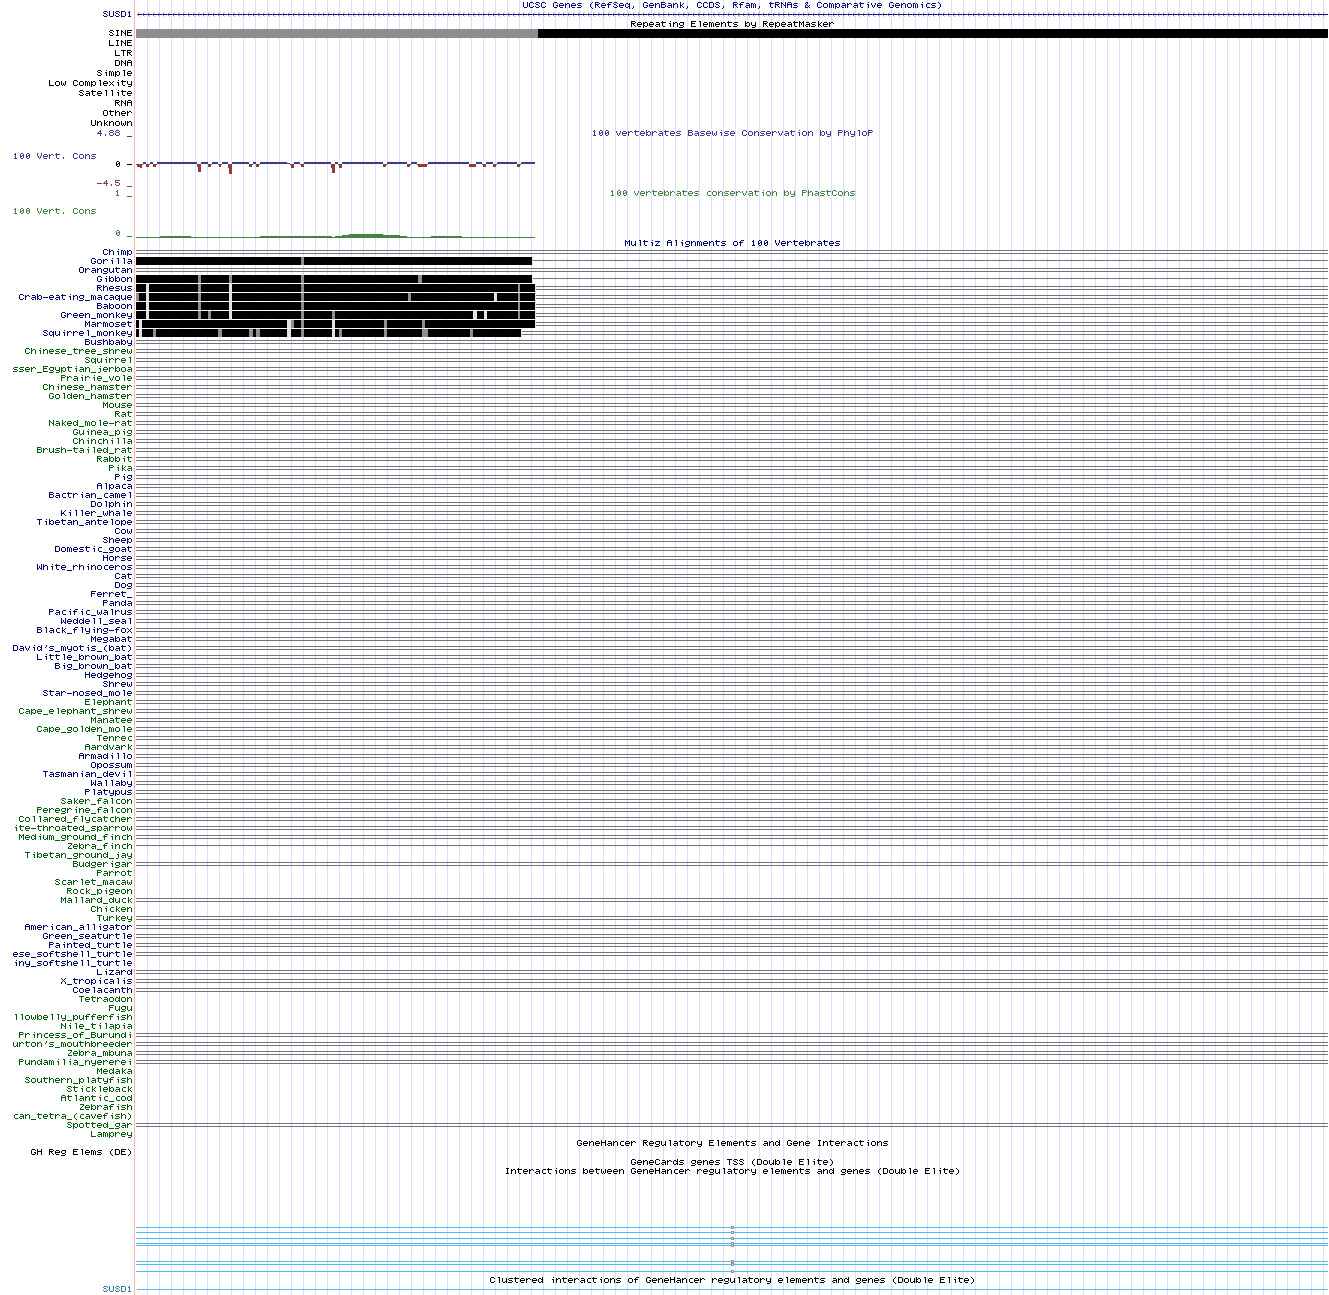 UCSC Genes (RefSeq, GenBank, CCDS, Rfam, tRNAs & Comparative Genomics)
SUSD1
Repeating Elements by RepeatMasker
SINE
LINE
LTR
DNA
Simple
Low Complexity
Satellite
RNA
Other
Unknown
4.88 _
100 vertebrates Basewise Conservation by PhyloP
100 Vert. Cons
0 _
-4.5 _
1 _
100 vertebrates conservation by PhastCons
100 Vert. Cons
0 _
Multiz Alignments of 100 Vertebrates
Chimp
Gorilla
Orangutan
Gibbon
Rhesus
Crab-eating_macaque
Baboon
Green_monkey
Marmoset
Squirrel_monkey
Bushbaby
Chinese_tree_shrew
Squirrel
sser_Egyptian_jerboa
Prairie_vole
Chinese_hamster
Golden_hamster
Mouse
Rat
Naked_mole-rat
Guinea_pig
Chinchilla
Brush-tailed_rat
Rabbit
Pika
Pig
Alpaca
Bactrian_camel
Dolphin
Killer_whale
Tibetan_antelope
Cow
Sheep
Domestic_goat
Horse
White_rhinoceros
Cat
Dog
Ferret_
Panda
Pacific_walrus
Weddell_seal
Black_flying-fox
Megabat
David's_myotis_(bat)
Little_brown_bat
Big_brown_bat
Hedgehog
Shrew
Star-nosed_mole
Elephant
Cape_elephant_shrew
Manatee
Cape_golden_mole
Tenrec
Aardvark
Armadillo
Opossum
Tasmanian_devil
Wallaby
Platypus
Saker_falcon
Peregrine_falcon
Collared_flycatcher
ite-throated_sparrow
Medium_ground_finch
Zebra_finch
Tibetan_ground_jay
Budgerigar
Parrot
Scarlet_macaw
Rock_pigeon
Mallard_duck
Chicken
Turkey
American_alligator
Green_seaturtle
Painted_turtle
ese_softshell_turtle
iny_softshell_turtle
Lizard
X_tropicalis
Coelacanth
Tetraodon
Fugu
llowbelly_pufferfish
Nile_tilapia
Princess_of_Burundi
urton's_mouthbreeder
Zebra_mbuna
Pundamilia_nyererei
Medaka
Southern_platyfish
Stickleback
Atlantic_cod
Zebrafish
can_tetra_(cavefish)
Spotted_gar
Lamprey
GeneHancer Regulatory Elements and Gene Interactions
GH Reg Elems (DE)
GeneCards genes TSS (Double Elite)
Interactions between GeneHancer regulatory elements and genes (Double Elite)
Clustered interactions of GeneHancer regulatory elements and genes (Double Elite)
SUSD1